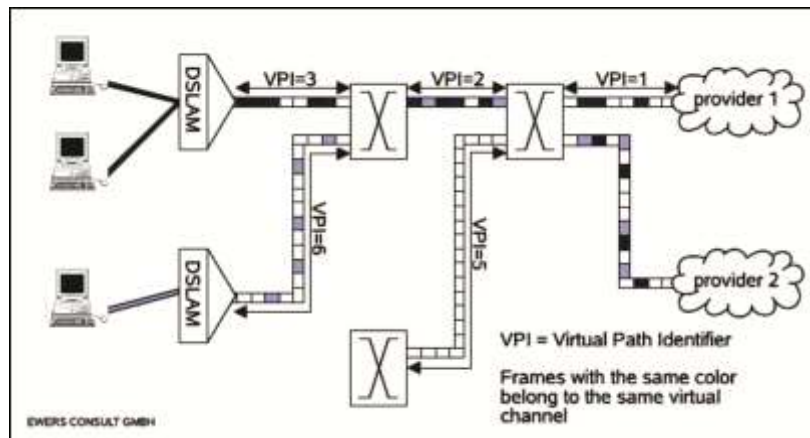 VPI=3
VPI=2
VPI=1
DSLAM
provider 1
VPI=6
VPI=5
DSLAM
provider 2
VPI = Virtual Path Identifier
Frames with the same color
belong to the same virtual
channel
EWERS CONSULT GMBH